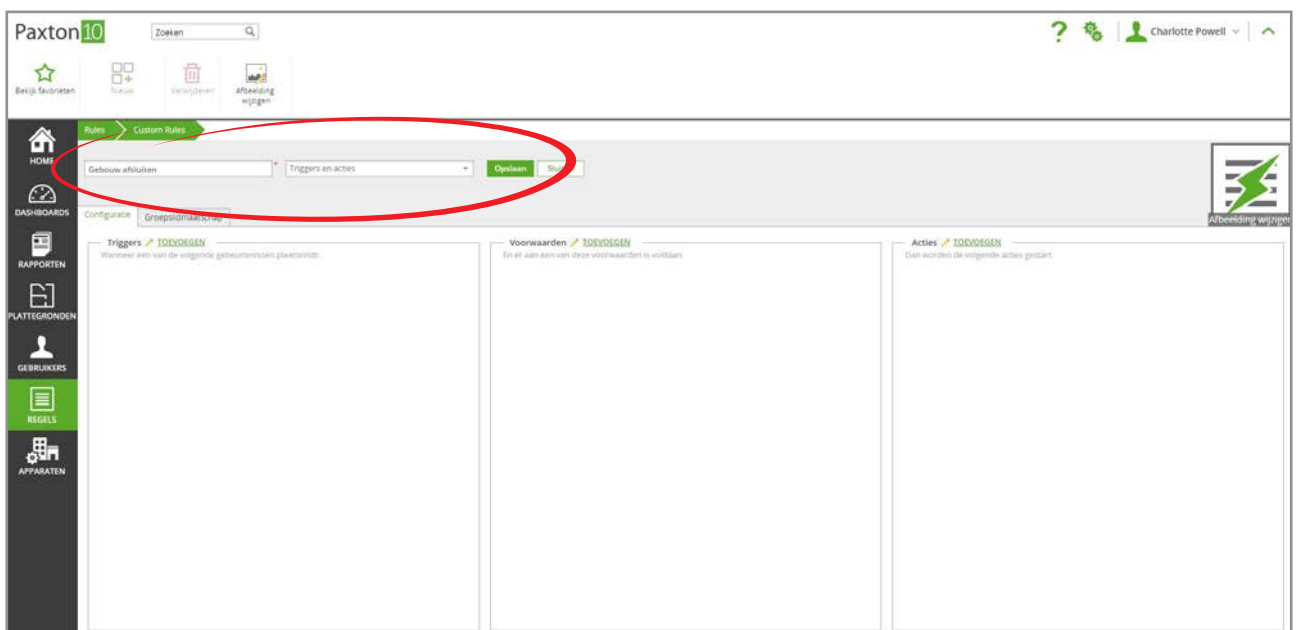 Paxton10
Zoeken
Charlotte Powell
Bekijk favorieten
Nieuw
Verwijderen
Afbeelding
wijzigen
Rules
Custom Rules
HOME
Gebouw afsluiten
*
Triggers en acties
Opslaan
DASHBOARDS
Configuratie
Groepslidmaatschap
Afbeelding wijziger
Triggers TOEVOEGEN
Wanneer een van de volgende gebeurtenissen plaatsvindt:
Voorwaarden TOEVOEGEN
En er aan een van deze voorwaarden is voldaan:
Acties TOEVOEGEN
Dan worden de volgende acties gestart:
RAPPORTEN
PLATTEGRONDEN
GEBRUIKERS
REGELS
APPARATEN